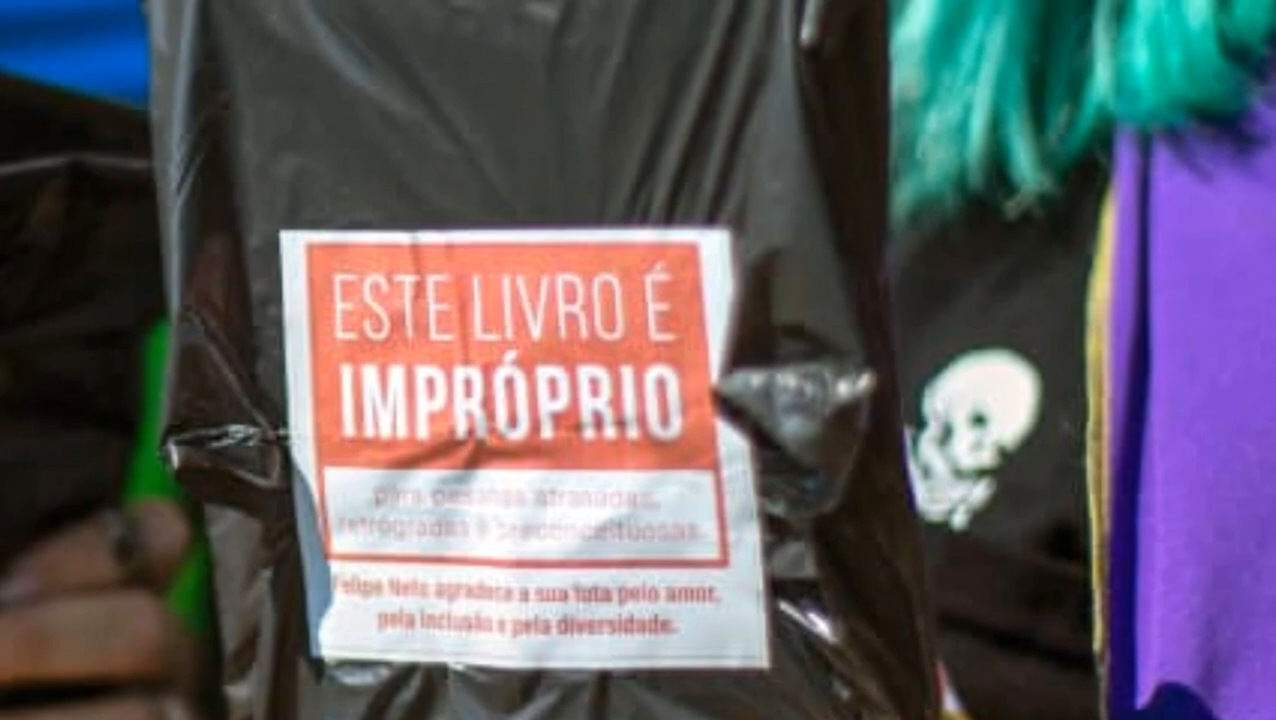 ESTE LIVRO É
IMPRÓPRIO
para pessoas atrasadas,
retrógradas e preconceituosas.
Felipe Neto agradece a sua luta pelo amor,
pela inclusão e pela diversidade.